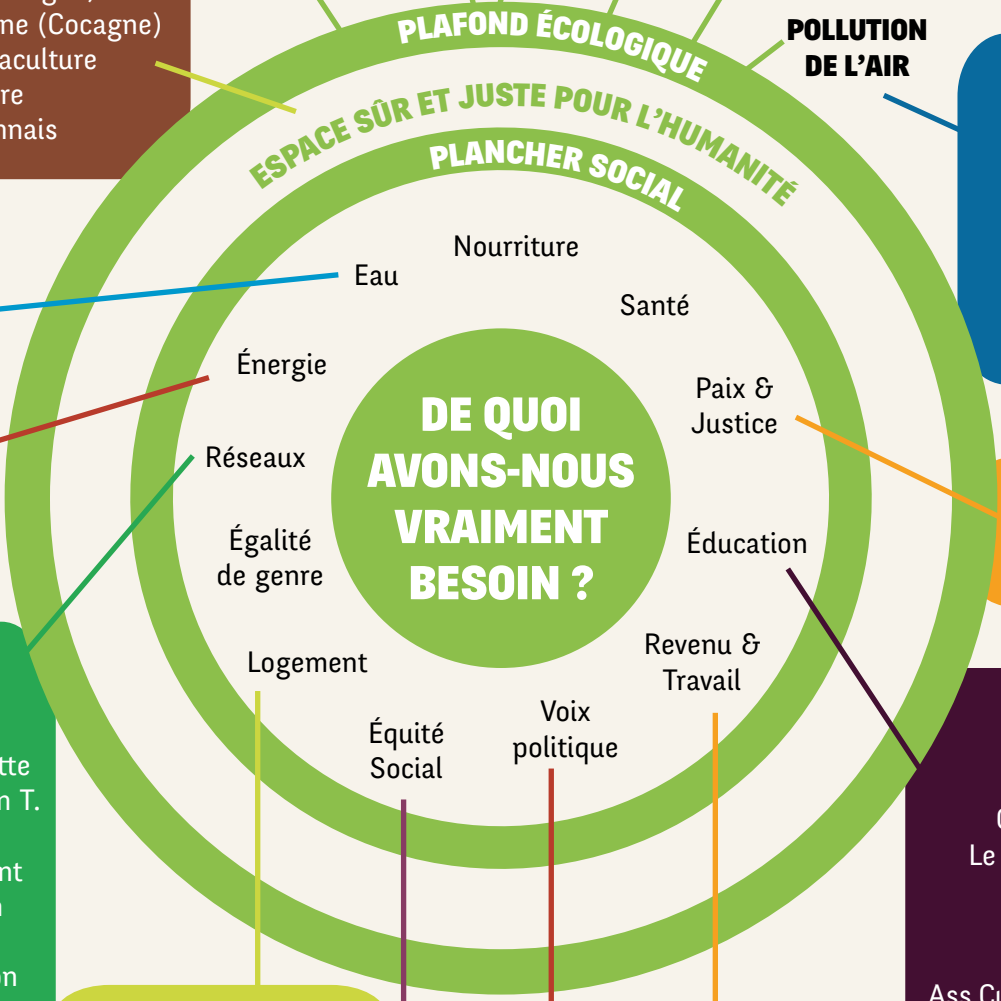 me (Cocagne)
aculture
re
nnais
PLAFOND ÉCOLOGIQUE
POLLUTION
DE L'AIR
ESPACE SÛR ET JUSTE POUR L'HUMANITÉ
PLANCHER SOCIAL
Nourriture
Eau
Santé
Énergie
Paix &
Justice
Réseaux
DE QUOI
AVONS-NOUS
VRAIMENT
BESOIN ?
Égalité
de genre
Éducation
Logement
Revenu &
Travail
Équité
Social
Voix
politique
tte
n T.
nt
on
Le
Ass Cu